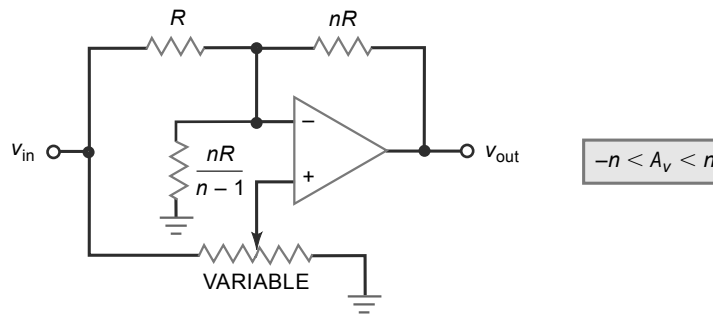 R
nR
v_in
nR
n – 1
–
+
v_out
–n < A_v < n
VARIABLE